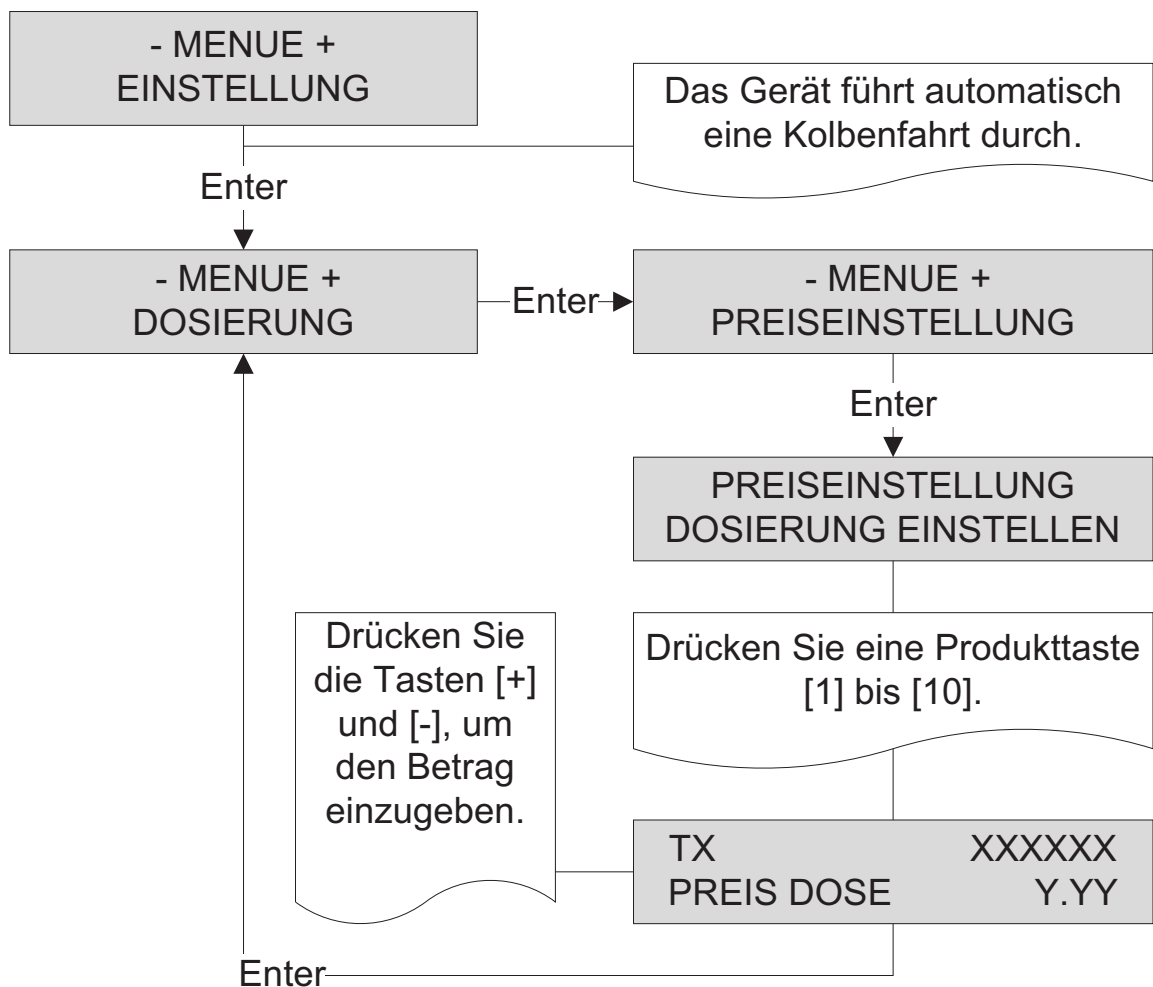 - MENUE +
EINSTELLUNG
Das Gerät führt automatisch
eine Kolbenfahrt durch.
Enter
- MENUE +
DOSIERUNG
Enter
- MENUE +
PREISEINSTELLUNG
Enter
PREISEINSTELLUNG
DOSIERUNG EINSTELLEN
Drücken Sie eine Produkttaste
[1] bis [10].
Drücken Sie
die Tasten [+]
und [-], um
den Betrag
einzugeben.
TX XXXXXX
PREIS DOSE Y.YY
Enter